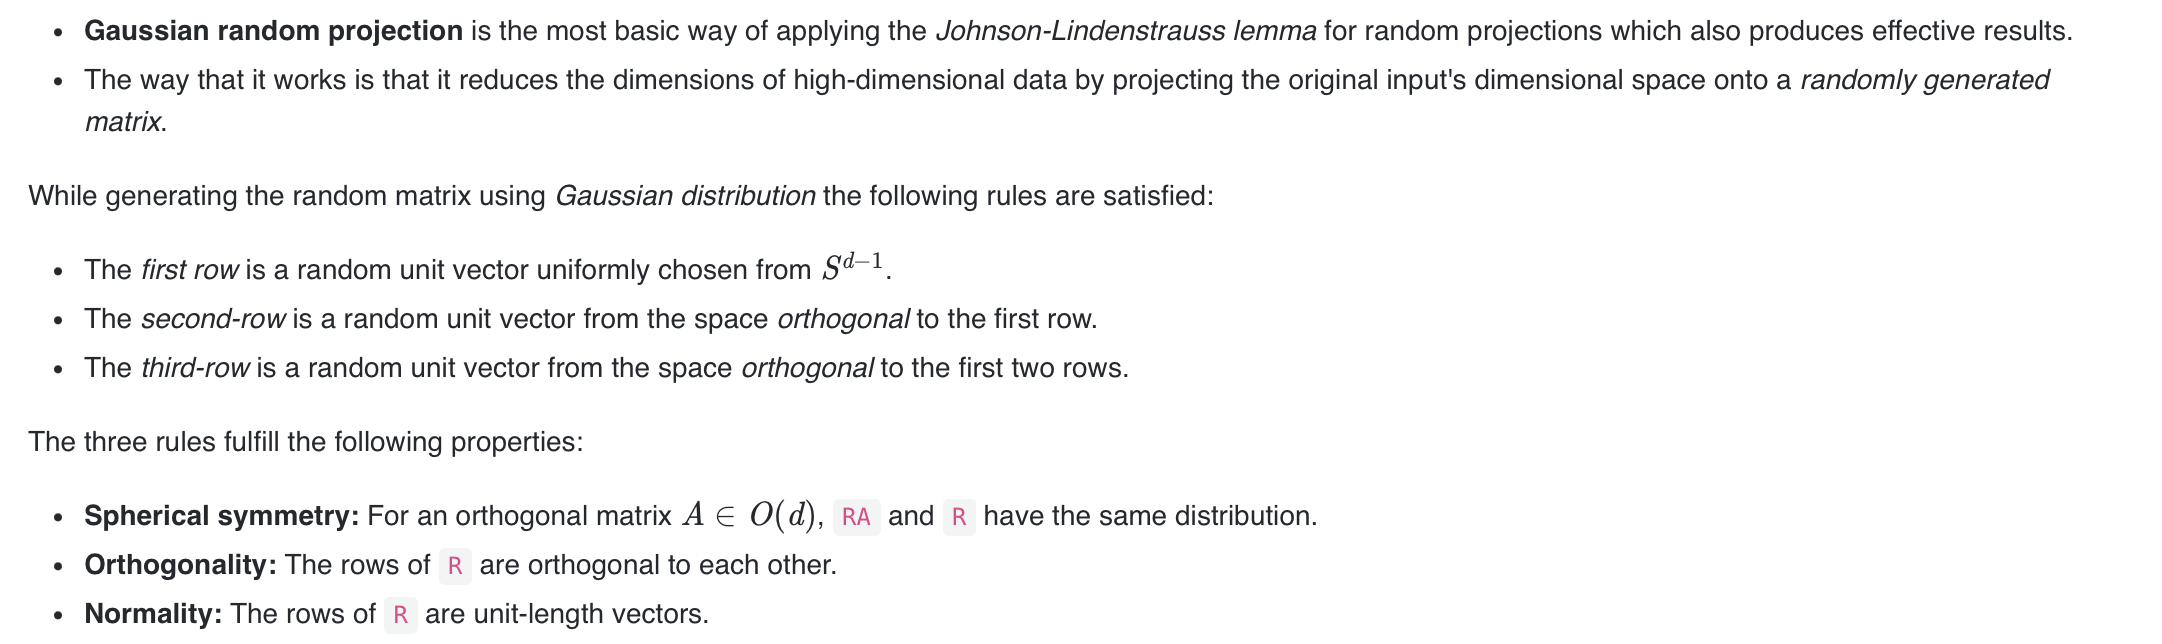 • Gaussian random projection is the most basic way of applying the Johnson-Lindenstrauss lemma for random projections which also produces effective results.
• The way that it works is that it reduces the dimensions of high-dimensional data by projecting the original input's dimensional space onto a randomly generated
matrix.
While generating the random matrix using Gaussian distribution the following rules are satisfied:
• The first row is a random unit vector uniformly chosen from $S^{d-1}$.
• The second-row is a random unit vector from the space orthogonal to the first row.
• The third-row is a random unit vector from the space orthogonal to the first two rows.
The three rules fulfill the following properties:
• Spherical symmetry: For an orthogonal matrix $A \in O(d)$, RA and R have the same distribution.
• Orthogonality: The rows of R are orthogonal to each other.
• Normality: The rows of R are unit-length vectors.